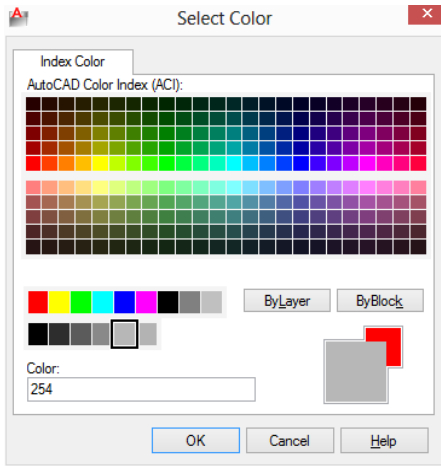 Select Color
Index Color
AutoCAD Color Index (ACI):
ByLayer
ByBlock
Color:
254
OK
Cancel
Help